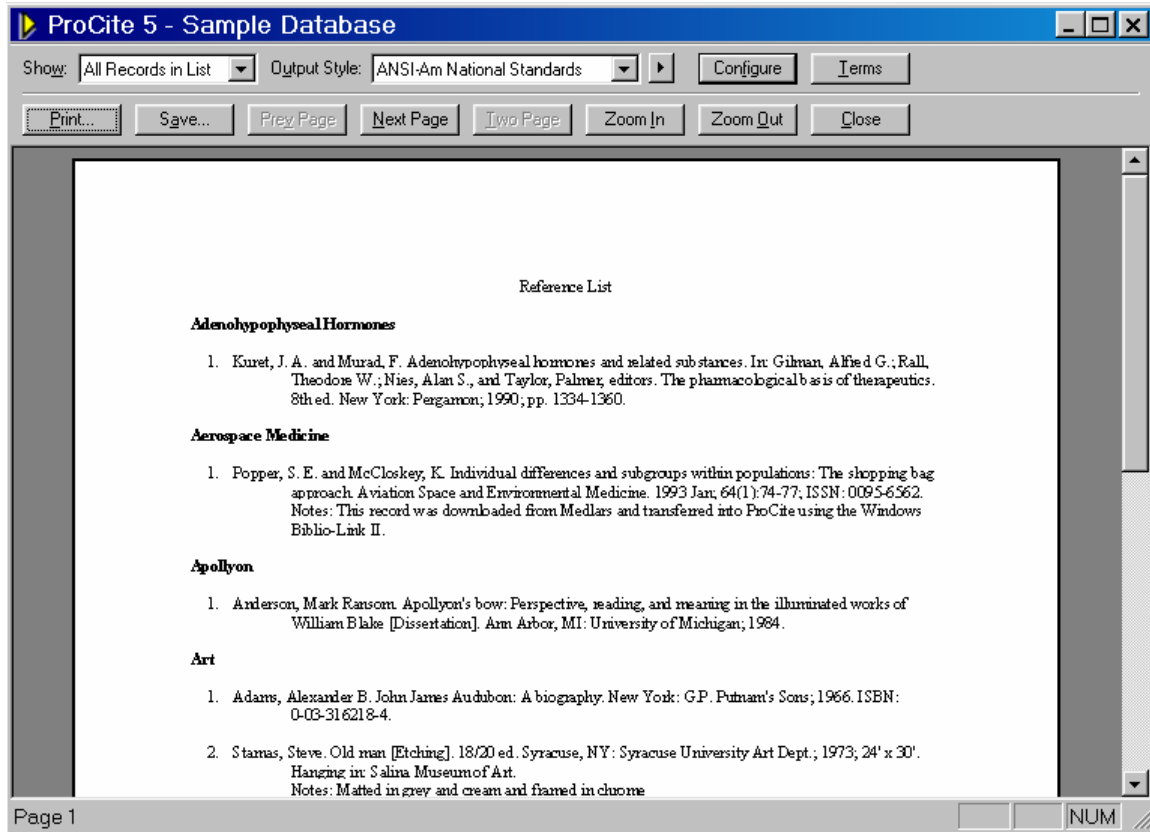 ProCite 5 - Sample Database
Show: All Records in List Output Style: ANSI-Am National Standards Configure Terms
Print... Save... Prev Page Next Page Two Page Zoom In Zoom Out Close
Reference List
Adenohypophyseal Hormones
1. Kuret, J. A. and Murad, F. Adenohypophyseal hormones and related substances. In: Gilman, Alfred G.; Rall,
Theodore W.; Nies, Alan S., and Taylor, Palmer, editors. The pharmacological basis of therapeutics.
8th ed. New York: Pergamon; 1990; pp. 1334-1360.
Aerospace Medicine
1. Popper, S. E. and McCloskey, K. Individual differences and subgroups within populations: The shopping bag
approach. Aviation Space and Environmental Medicine. 1993 Jan; 64(1):74-77; ISSN: 0095-6562.
Notes: This record was downloaded from Medlars and transferred into ProCite using the Windows
Biblio-Link II.
Apollyon
1. Anderson, Mark Ransom. Apollyon's bow: Perspective, reading, and meaning in the illuminated works of
William Blake [Dissertation]. Ann Arbor, MI: University of Michigan; 1984.
Art
1. Adams, Alexander B. John James Audubon: A biography. New York: G.P. Putnam's Sons; 1966. ISBN:
0-03-316218-4.
2. Stamas, Steve. Old man [Etching]. 18/20 ed. Syracuse, NY: Syracuse University Art Dept.; 1973; 24' x 30'.
Hanging in: Salina Museum of Art.
Notes: Matted in grey and cream and framed in chrome
Page 1 NUM